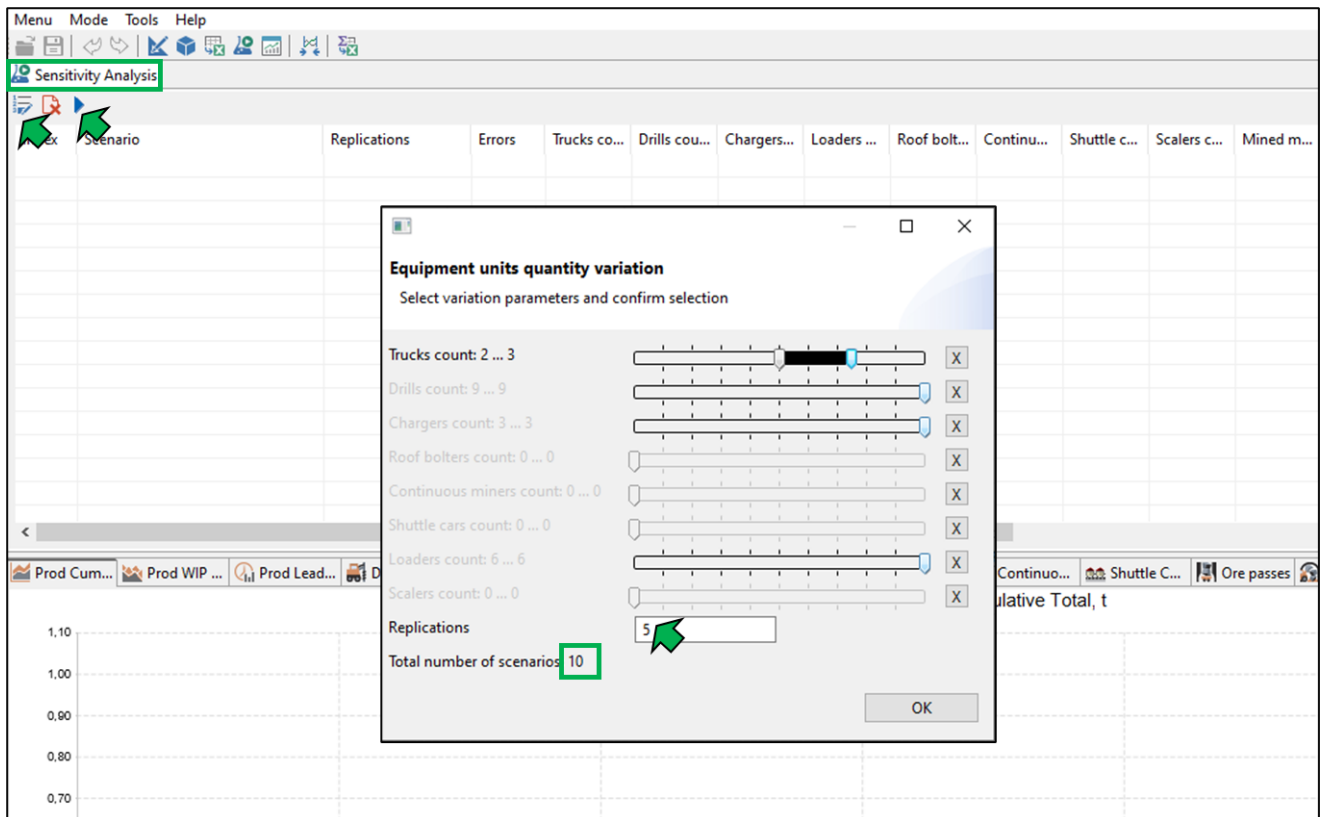 Menu Mode Tools Help
Sensitivity Analysis
Scenario Replications Errors Trucks co... Drills cou... Chargers... Loaders ... Roof bolt... Continu... Shuttle c... Scalers c... Mined m...
Equipment units quantity variation
Select variation parameters and confirm selection
Trucks count: 2 ... 3 X
Drills count: 9 ... 9 X
Chargers count: 3 ... 3 X
Roof bolters count: 0 ... 0 X
Continuous miners count: 0 ... 0 X
Shuttle cars count: 0 ... 0 X
Loaders count: 6 ... 6 X
Scalers count: 0 ... 0 X
Replications 5
Total number of scenarios 10
OK
Prod Cum... Prod WIP ... Prod Lead... D Continuo... Shuttle C... Ore passes
ulative Total, t
1,10
1,00
0,90
0,80
0,70